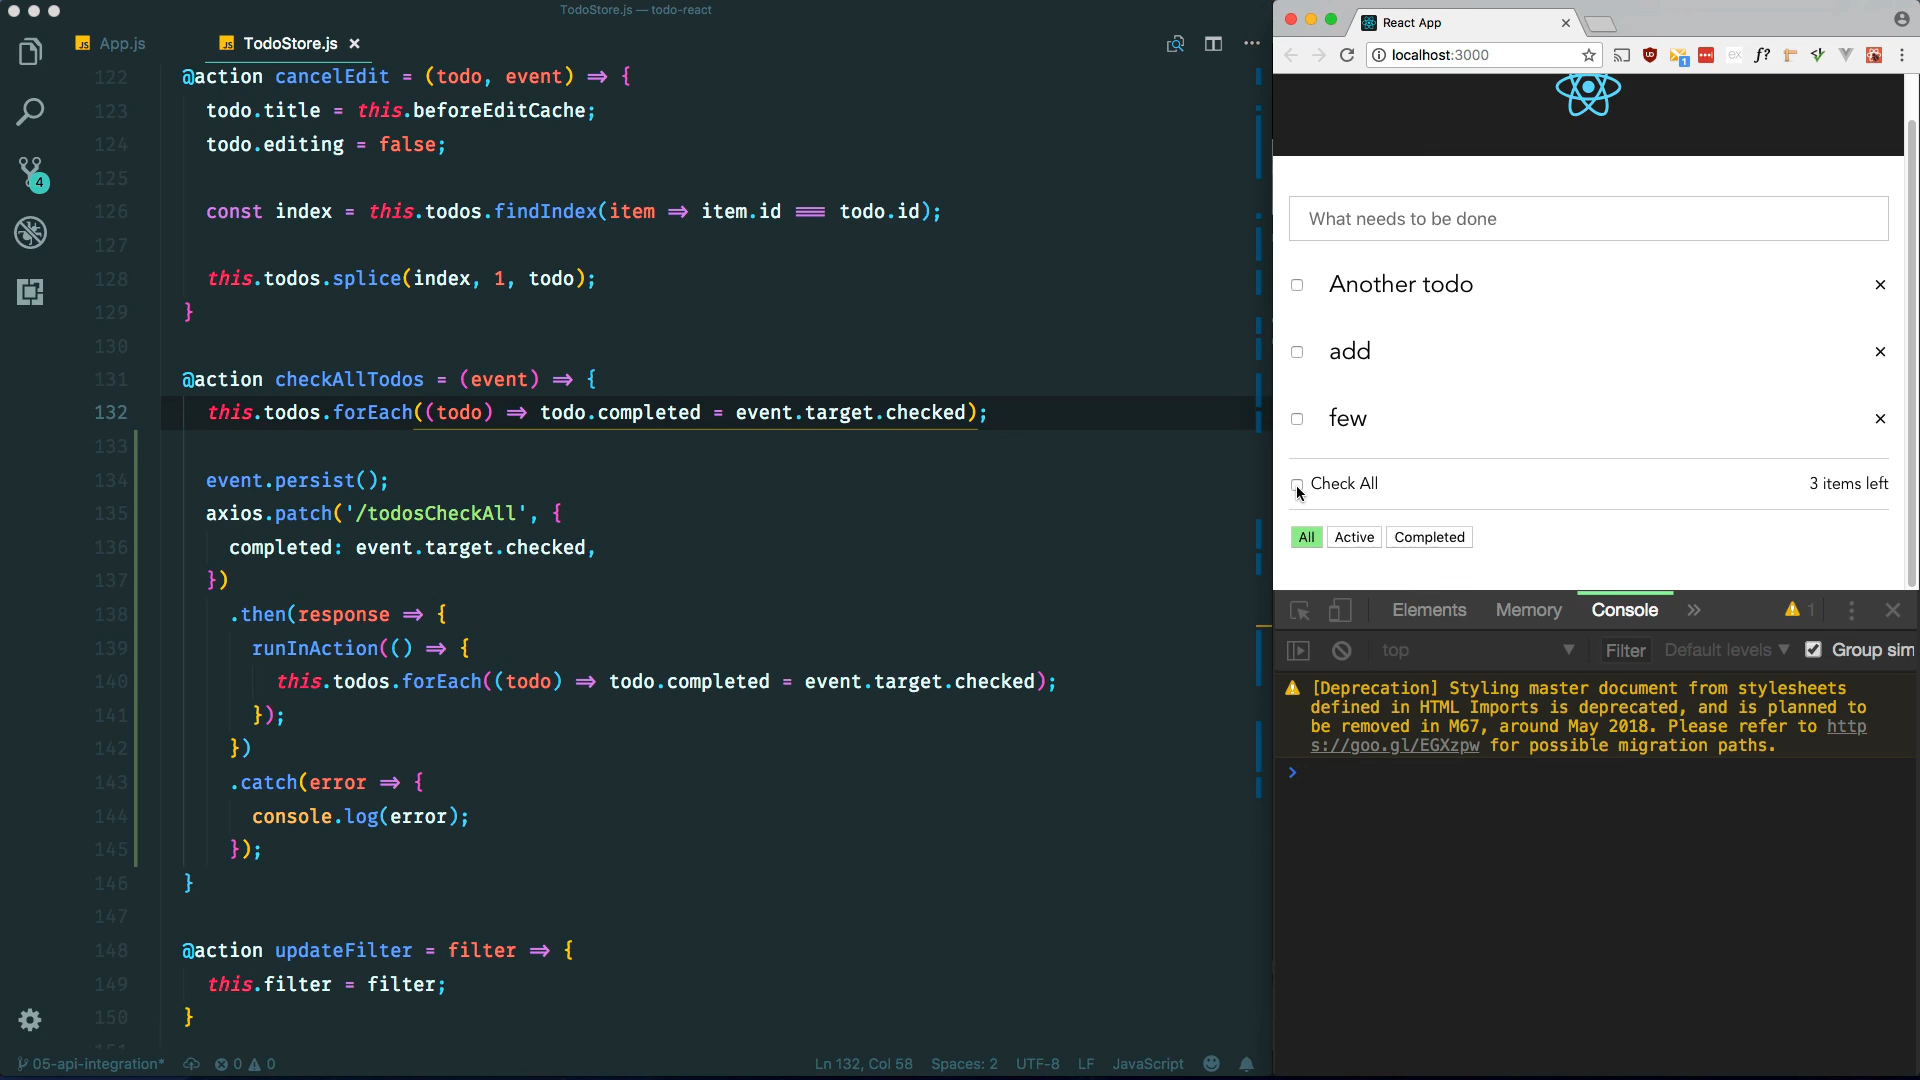 TodoStore.js — todo-react
App.js
TodoStore.js
122 @action cancelEdit = (todo, event) => {
123 todo.title = this.beforeEditCache;
124 todo.editing = false;
125
126 const index = this.todos.findIndex(item => item.id === todo.id);
127
128 this.todos.splice(index, 1, todo);
129 }
130
131 @action checkAllTodos = (event) => {
132 this.todos.forEach((todo) => todo.completed = event.target.checked);
133
134 event.persist();
135 axios.patch('/todosCheckAll', {
136 completed: event.target.checked,
137 })
138 .then(response => {
139 runInAction(() => {
140 this.todos.forEach((todo) => todo.completed = event.target.checked);
141 });
142 })
143 .catch(error => {
144 console.log(error);
145 });
146 }
147
148 @action updateFilter = filter => {
149 this.filter = filter;
150 }
4
05-api-integration*
0
0
Ln 132, Col 58
Spaces: 2
UTF-8
LF
JavaScript
React App
localhost:3000
1
ex
f?
What needs to be done
Another todo
add
few
Check All
3 items left
All
Active
Completed
Elements
Memory
Console
1
top
Filter
Default levels
Group sim
[Deprecation] Styling master document from stylesheets
defined in HTML Imports is deprecated, and is planned to
be removed in M67, around May 2018. Please refer to http
s://goo.gl/EGXzpw for possible migration paths.